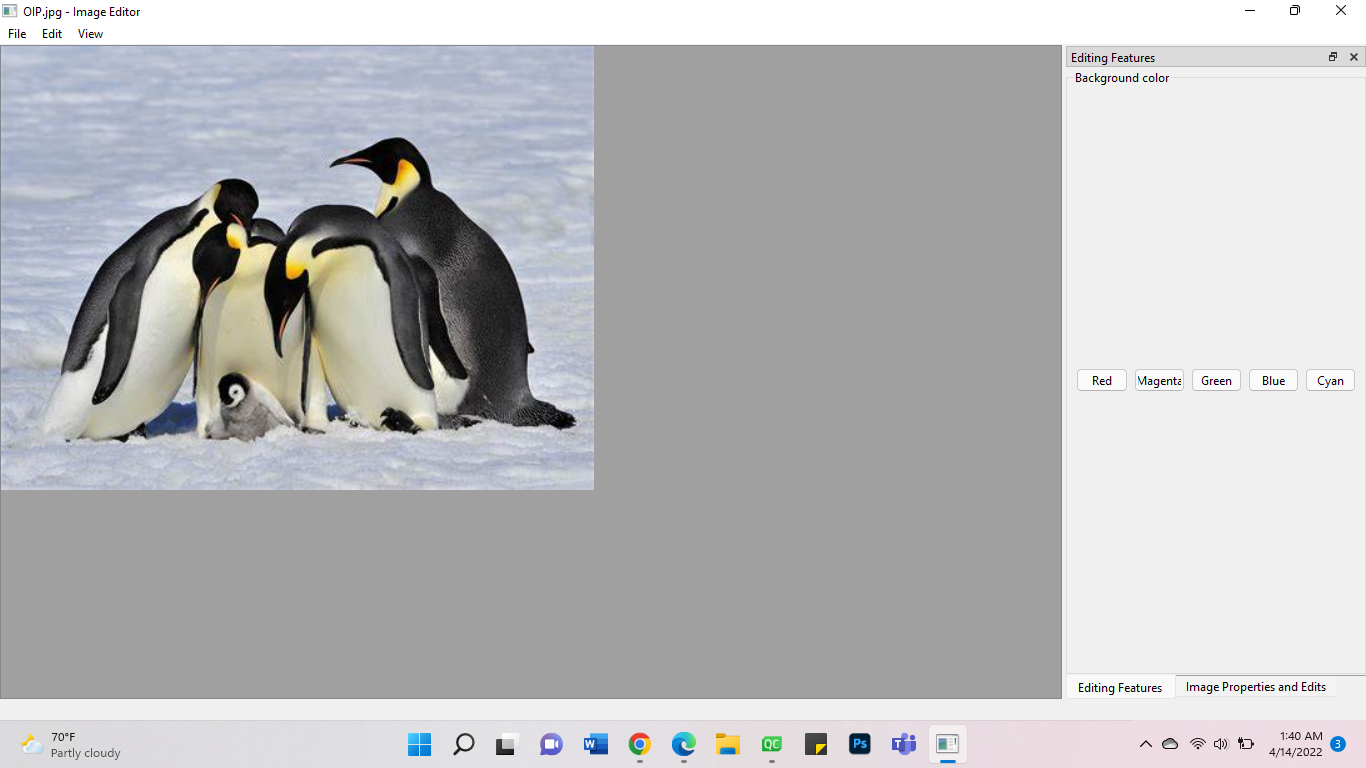 OIP.jpg - Image Editor
File Edit View
Editing Features
Background color
Red Magenta Green Blue Cyan
Editing Features Image Properties and Edits
70°F
Partly cloudy
W
QC
Ps
T
1:40 AM
4/14/2022
3